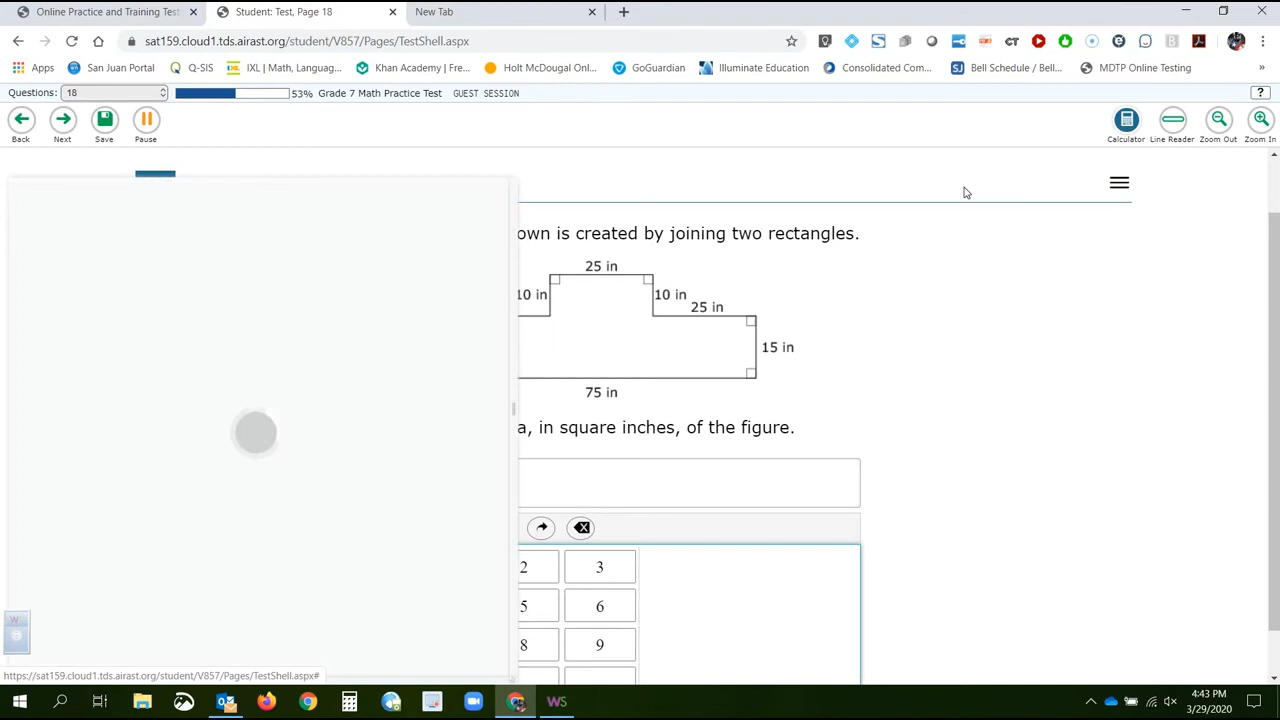 Online Practice and Training Test
Student: Test, Page 18
New Tab
sat159.cloud1.tds.airast.org/student/V857/Pages/TestShell.aspx
Apps
San Juan Portal
Q-SIS
IXL | Math, Languag...
Khan Academy | Fre...
Holt McDougal Onl...
GoGuardian
Illuminate Education
Consolidated Com...
Bell Schedule / Bell...
MDTP Online Testing
»
Questions: 18 53% Grade 7 Math Practice Test GUEST SESSION
?
Back
Next
Save
Pause
Calculator
Line Reader
Zoom Out
Zoom In
own is created by joining two rectangles.
25 in
10 in
10 in
25 in
15 in
75 in
a, in square inches, of the figure.
2 3
5 6
8 9
https://sat159.cloud1.tds.airast.org/student/V857/Pages/TestShell.aspx#
4:43 PM
3/29/2020